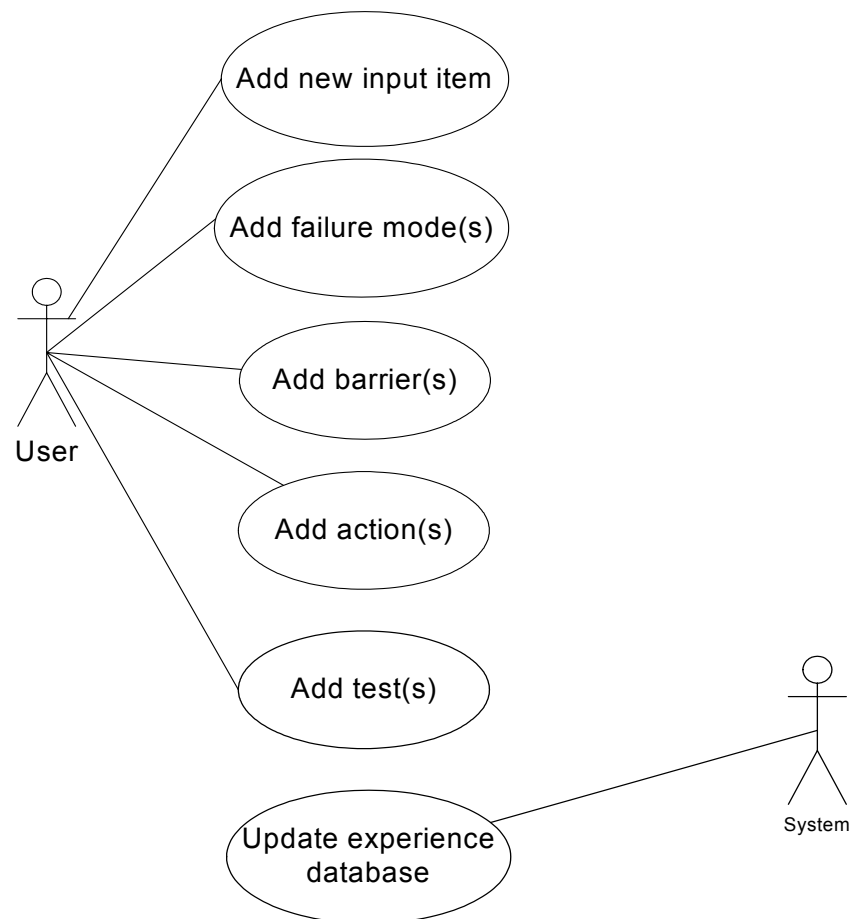 Add new input item
Add failure mode(s)
Add barrier(s)
User
Add action(s)
Add test(s)
System
Update experience
database